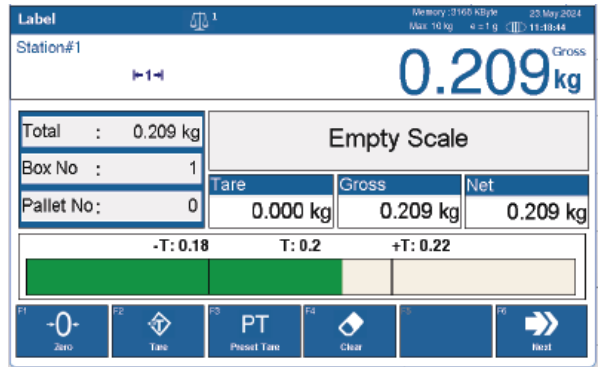 Label 1 Memory : 3160 KByte 23.May.2024
Max 10 kg e = 1 g 11:18:44
Station#1 Gross
1 0.209 kg
Total : 0.209 kg
Empty Scale
Box No : 1
Tare Gross Net
Pallet No : 0
0.000 kg 0.209 kg 0.209 kg
-T: 0.18 T: 0.2 +T: 0.22
F1 F2 F3 F4 F5 F6
-0- T PT
Zero Tare Preset Tare Clear Next